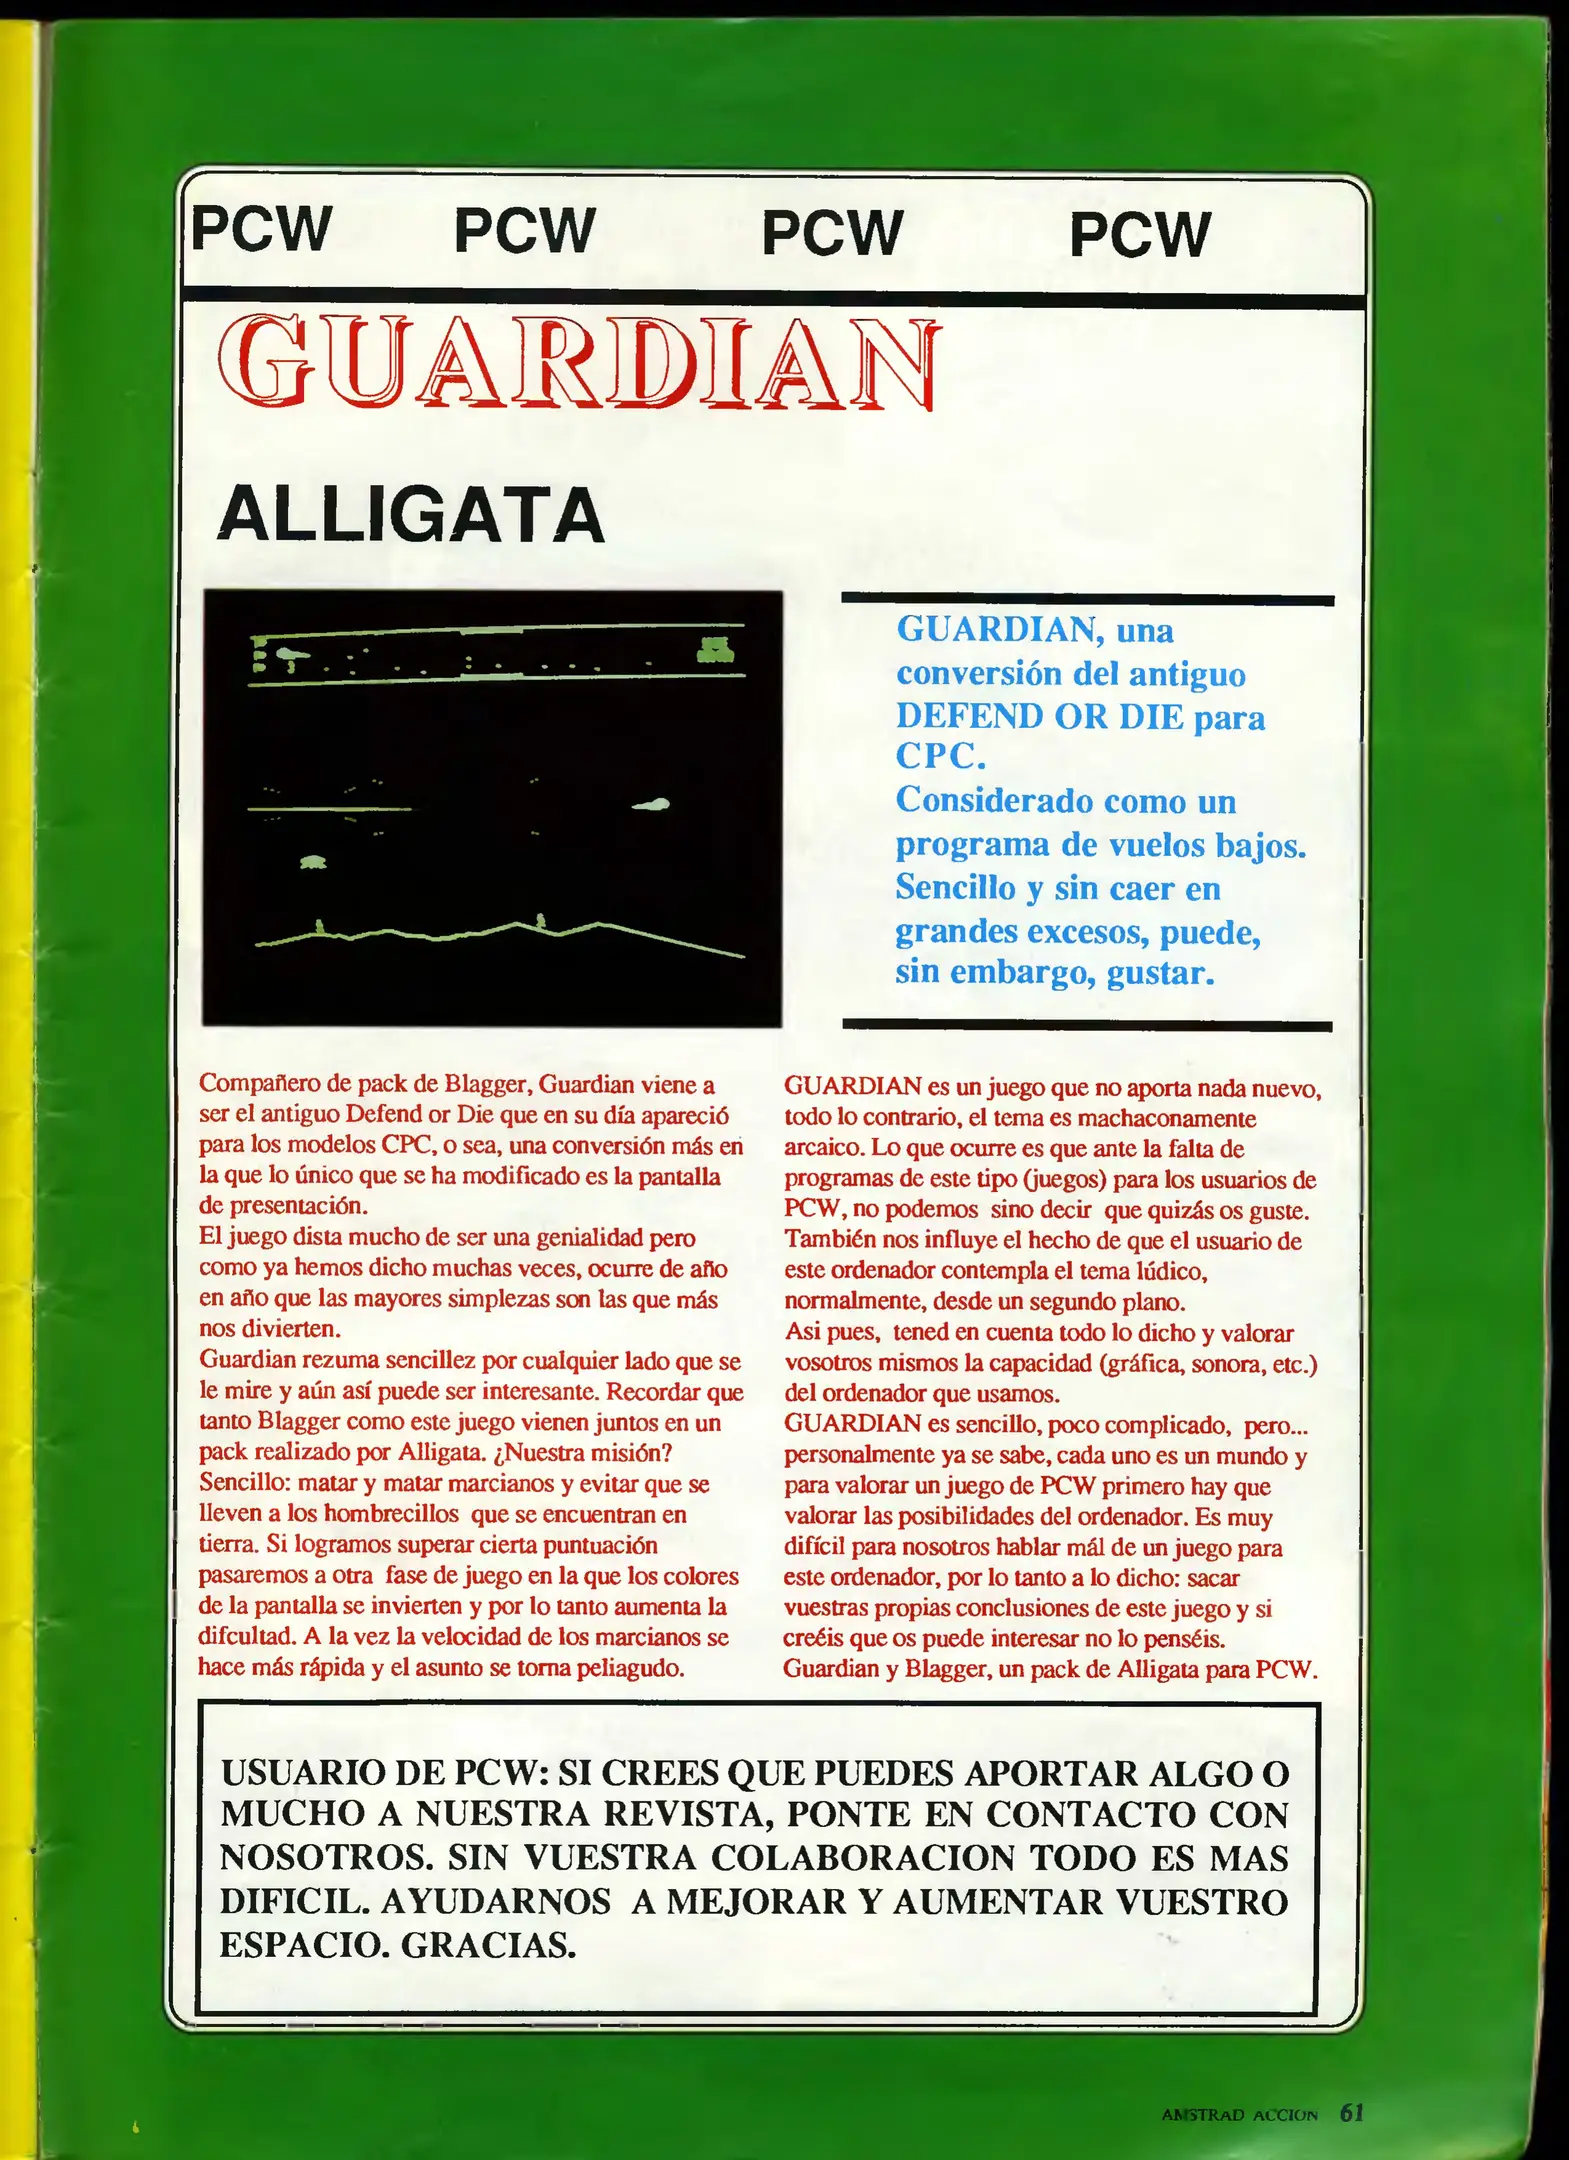 PCW PCW PCW PCW
GUARDIAN
ALLIGATA
GUARDIAN, una
conversión del antiguo
DEFEND OR DIE para
CPC.
Considerado como un
programa de vuelos bajos.
Sencillo y sin caer en
grandes excesos, puede,
sin embargo, gustar.
Compañero de pack de Blagger, Guardian viene a
ser el antiguo Defend or Die que en su día apareció
para los modelos CPC, o sea, una conversión más en
la que lo único que se ha modificado es la pantalla
de presentación.
El juego dista mucho de ser una genialidad pero
como ya hemos dicho muchas veces, ocurre de año
en año que las mayores simplezas son las que más
nos divierten.
Guardian rezuma sencillez por cualquier lado que se
le mire y aún así puede ser interesante. Recordar que
tanto Blagger como este juego vienen juntos en un
pack realizado por Alligata. ¿Nuestra misión?
Sencillo: matar y matar marcianos y evitar que se
lleven a los hombrecillos que se encuentran en
tierra. Si logramos superar cierta puntuación
pasaremos a otra fase de juego en la que los colores
de la pantalla se invierten y por lo tanto aumenta la
difcultad. A la vez la velocidad de los marcianos se
hace más rápida y el asunto se torna peliagudo.
GUARDIAN es un juego que no aporta nada nuevo,
todo lo contrario, el tema es machaconamente
arcaico. Lo que ocurre es que ante la falta de
programas de este tipo (juegos) para los usuarios de
PCW, no podemos sino decir que quizás os guste.
También nos influye el hecho de que el usuario de
este ordenador contempla el tema lúdico,
normalmente, desde un segundo plano.
Asi pues, tened en cuenta todo lo dicho y valorar
vosotros mismos la capacidad (gráfica, sonora, etc.)
del ordenador que usamos.
GUARDIAN es sencillo, poco complicado, pero...
personalmente ya se sabe, cada uno es un mundo y
para valorar un juego de PCW primero hay que
valorar las posibilidades del ordenador. Es muy
difícil para nosotros hablar mál de un juego para
este ordenador, por lo tanto a lo dicho: sacar
vuestras propias conclusiones de este juego y si
creéis que os puede interesar no lo penséis.
Guardian y Blagger, un pack de Alligata para PCW.
USUARIO DE PCW: SI CREES QUE PUEDES APORTAR ALGO O
MUCHO A NUESTRA REVISTA, PONTE EN CONTACTO CON
NOSOTROS. SIN VUESTRA COLABORACION TODO ES MAS
DIFICIL. AYUDARNOS A MEJORAR Y AUMENTAR VUESTRO
ESPACIO. GRACIAS.
AMSTRAD ACCION 61